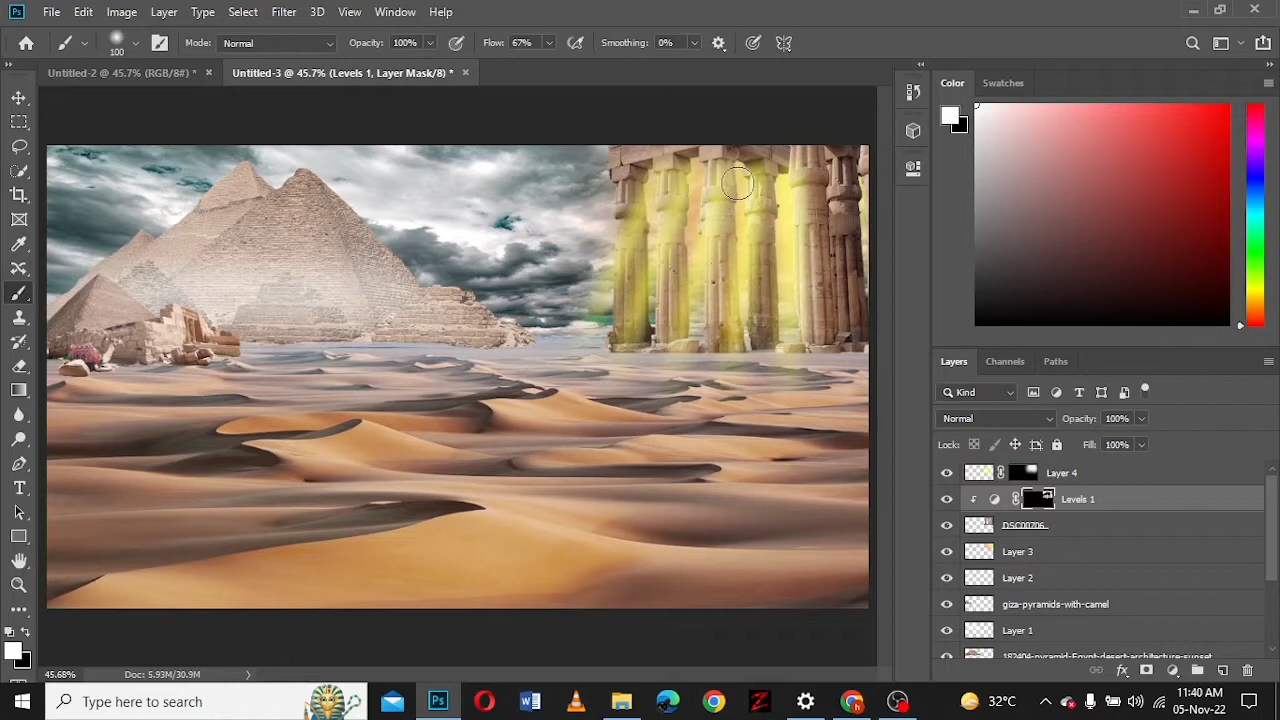 Ps File Edit Image Layer Type Select Filter 3D View Window Help
100 Mode: Normal Opacity: 100% Flow: 67% Smoothing: 0%
Untitled-2 @ 45.7% (RGB/8#) * × Untitled-3 @ 45.7% (Levels 1, Layer Mask/8) * ×
Color Swatches
Layers Channels Paths
Kind
Normal Opacity: 100%
Lock: Fill: 100%
Layer 4
Levels 1
DSC00206
Layer 3
Layer 2
giza-pyramids-with-camel
Layer 1
182404-pyramid-Egypt-desert-architecture-sunset
45.68% Doc: 5.93M/30.9M
Type here to search
Ps
W
Z
h
32°C
11:40 AM
05-Nov-22